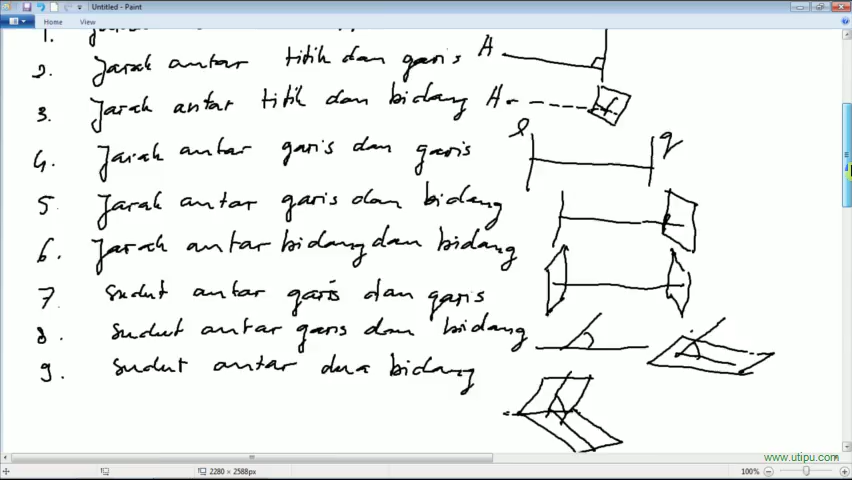 Untitled - Paint
Home View
1.
2. Jarak antar titik dan garis A
3. Jarak antar titik dan bidang A
4. Jarak antar garis dan garis l q
5. Jarak antar garis dan bidang
6. Jarak antar bidang dan bidang
7. sudut antar garis dan garis
8. sudut antar garis dan bidang
9. sudut antar dua bidang
www.utipu.com
2280 × 2588px 100%